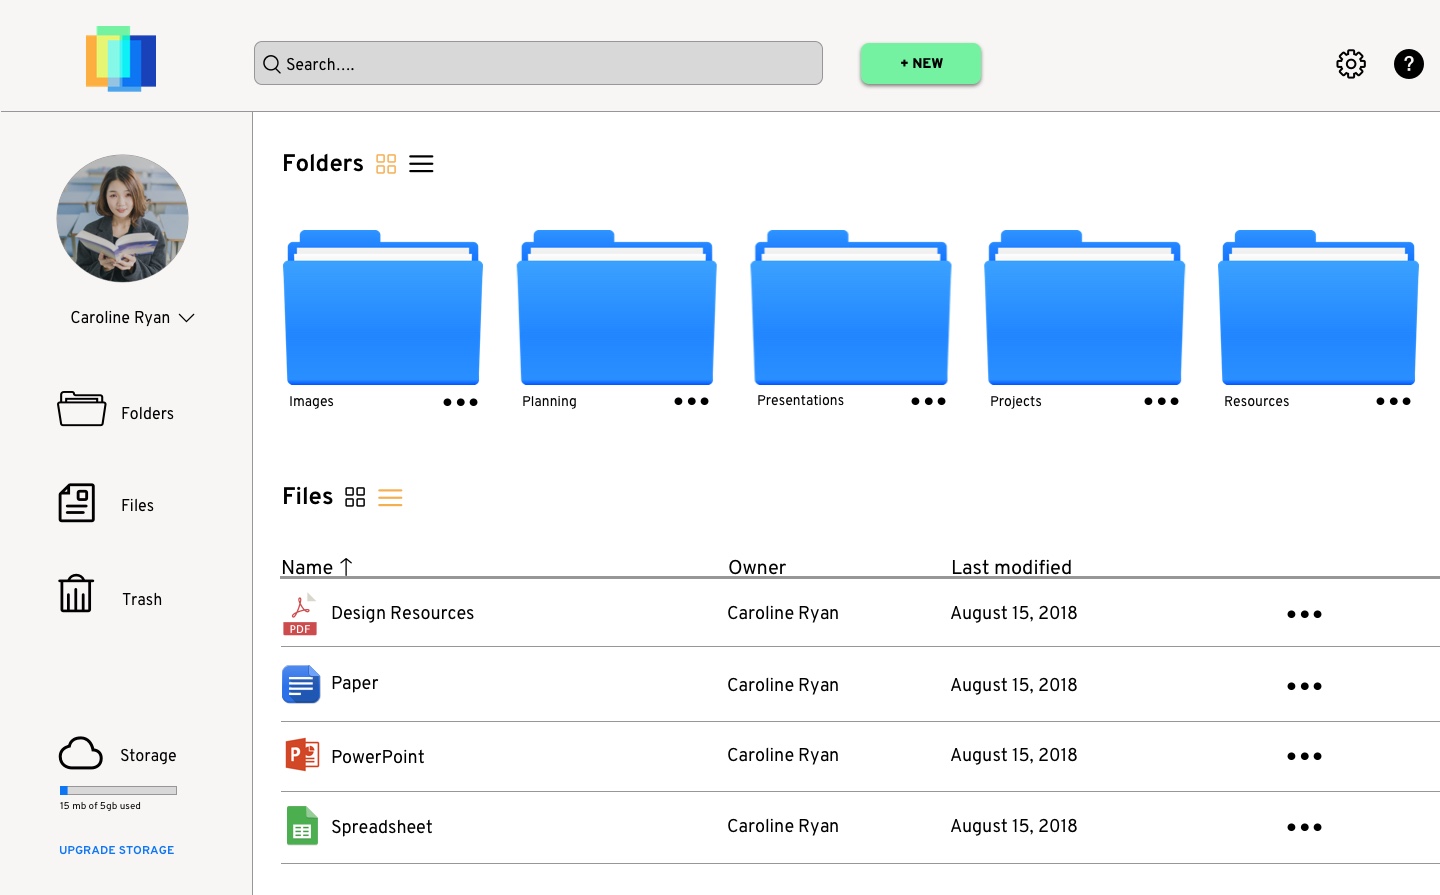 Search....
+ NEW
?
Folders
Caroline Ryan
Images
Planning
Presentations
Projects
Resources
Folders
Files
Files
Name ↑
Owner
Last modified
Trash
PDF
Design Resources
Caroline Ryan
August 15, 2018
Paper
Caroline Ryan
August 15, 2018
Storage
P
PowerPoint
Caroline Ryan
August 15, 2018
15 mb of 5gb used
Spreadsheet
Caroline Ryan
August 15, 2018
UPGRADE STORAGE